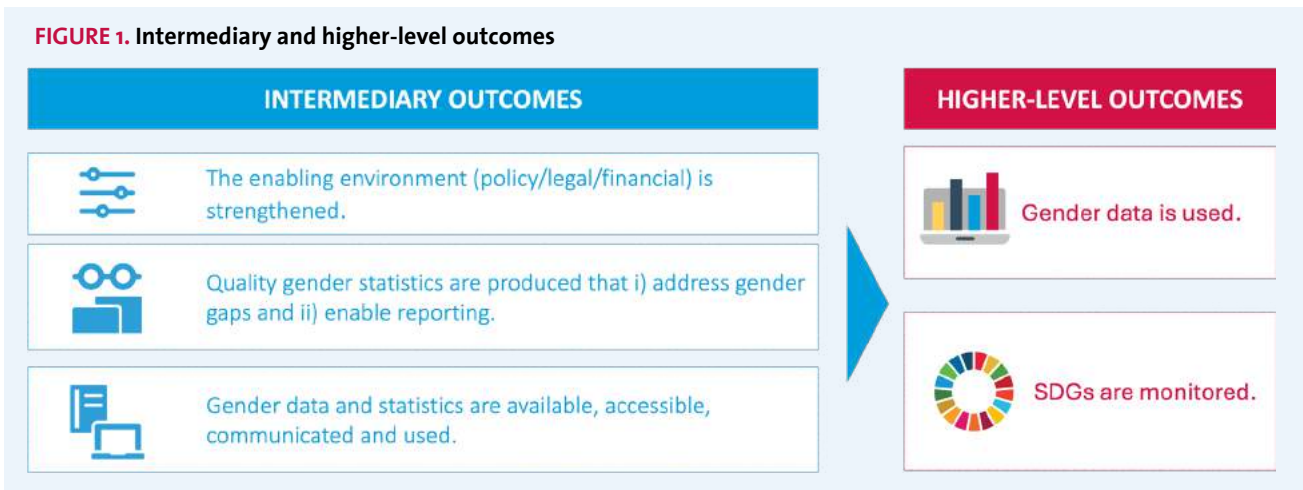 FIGURE 1. Intermediary and higher-level outcomes
INTERMEDIARY OUTCOMES
The enabling environment (policy/legal/financial) is
strengthened.
Quality gender statistics are produced that i) address gender
gaps and ii) enable reporting.
Gender data and statistics are available, accessible,
communicated and used.
HIGHER-LEVEL OUTCOMES
Gender data is used.
SDGs are monitored.